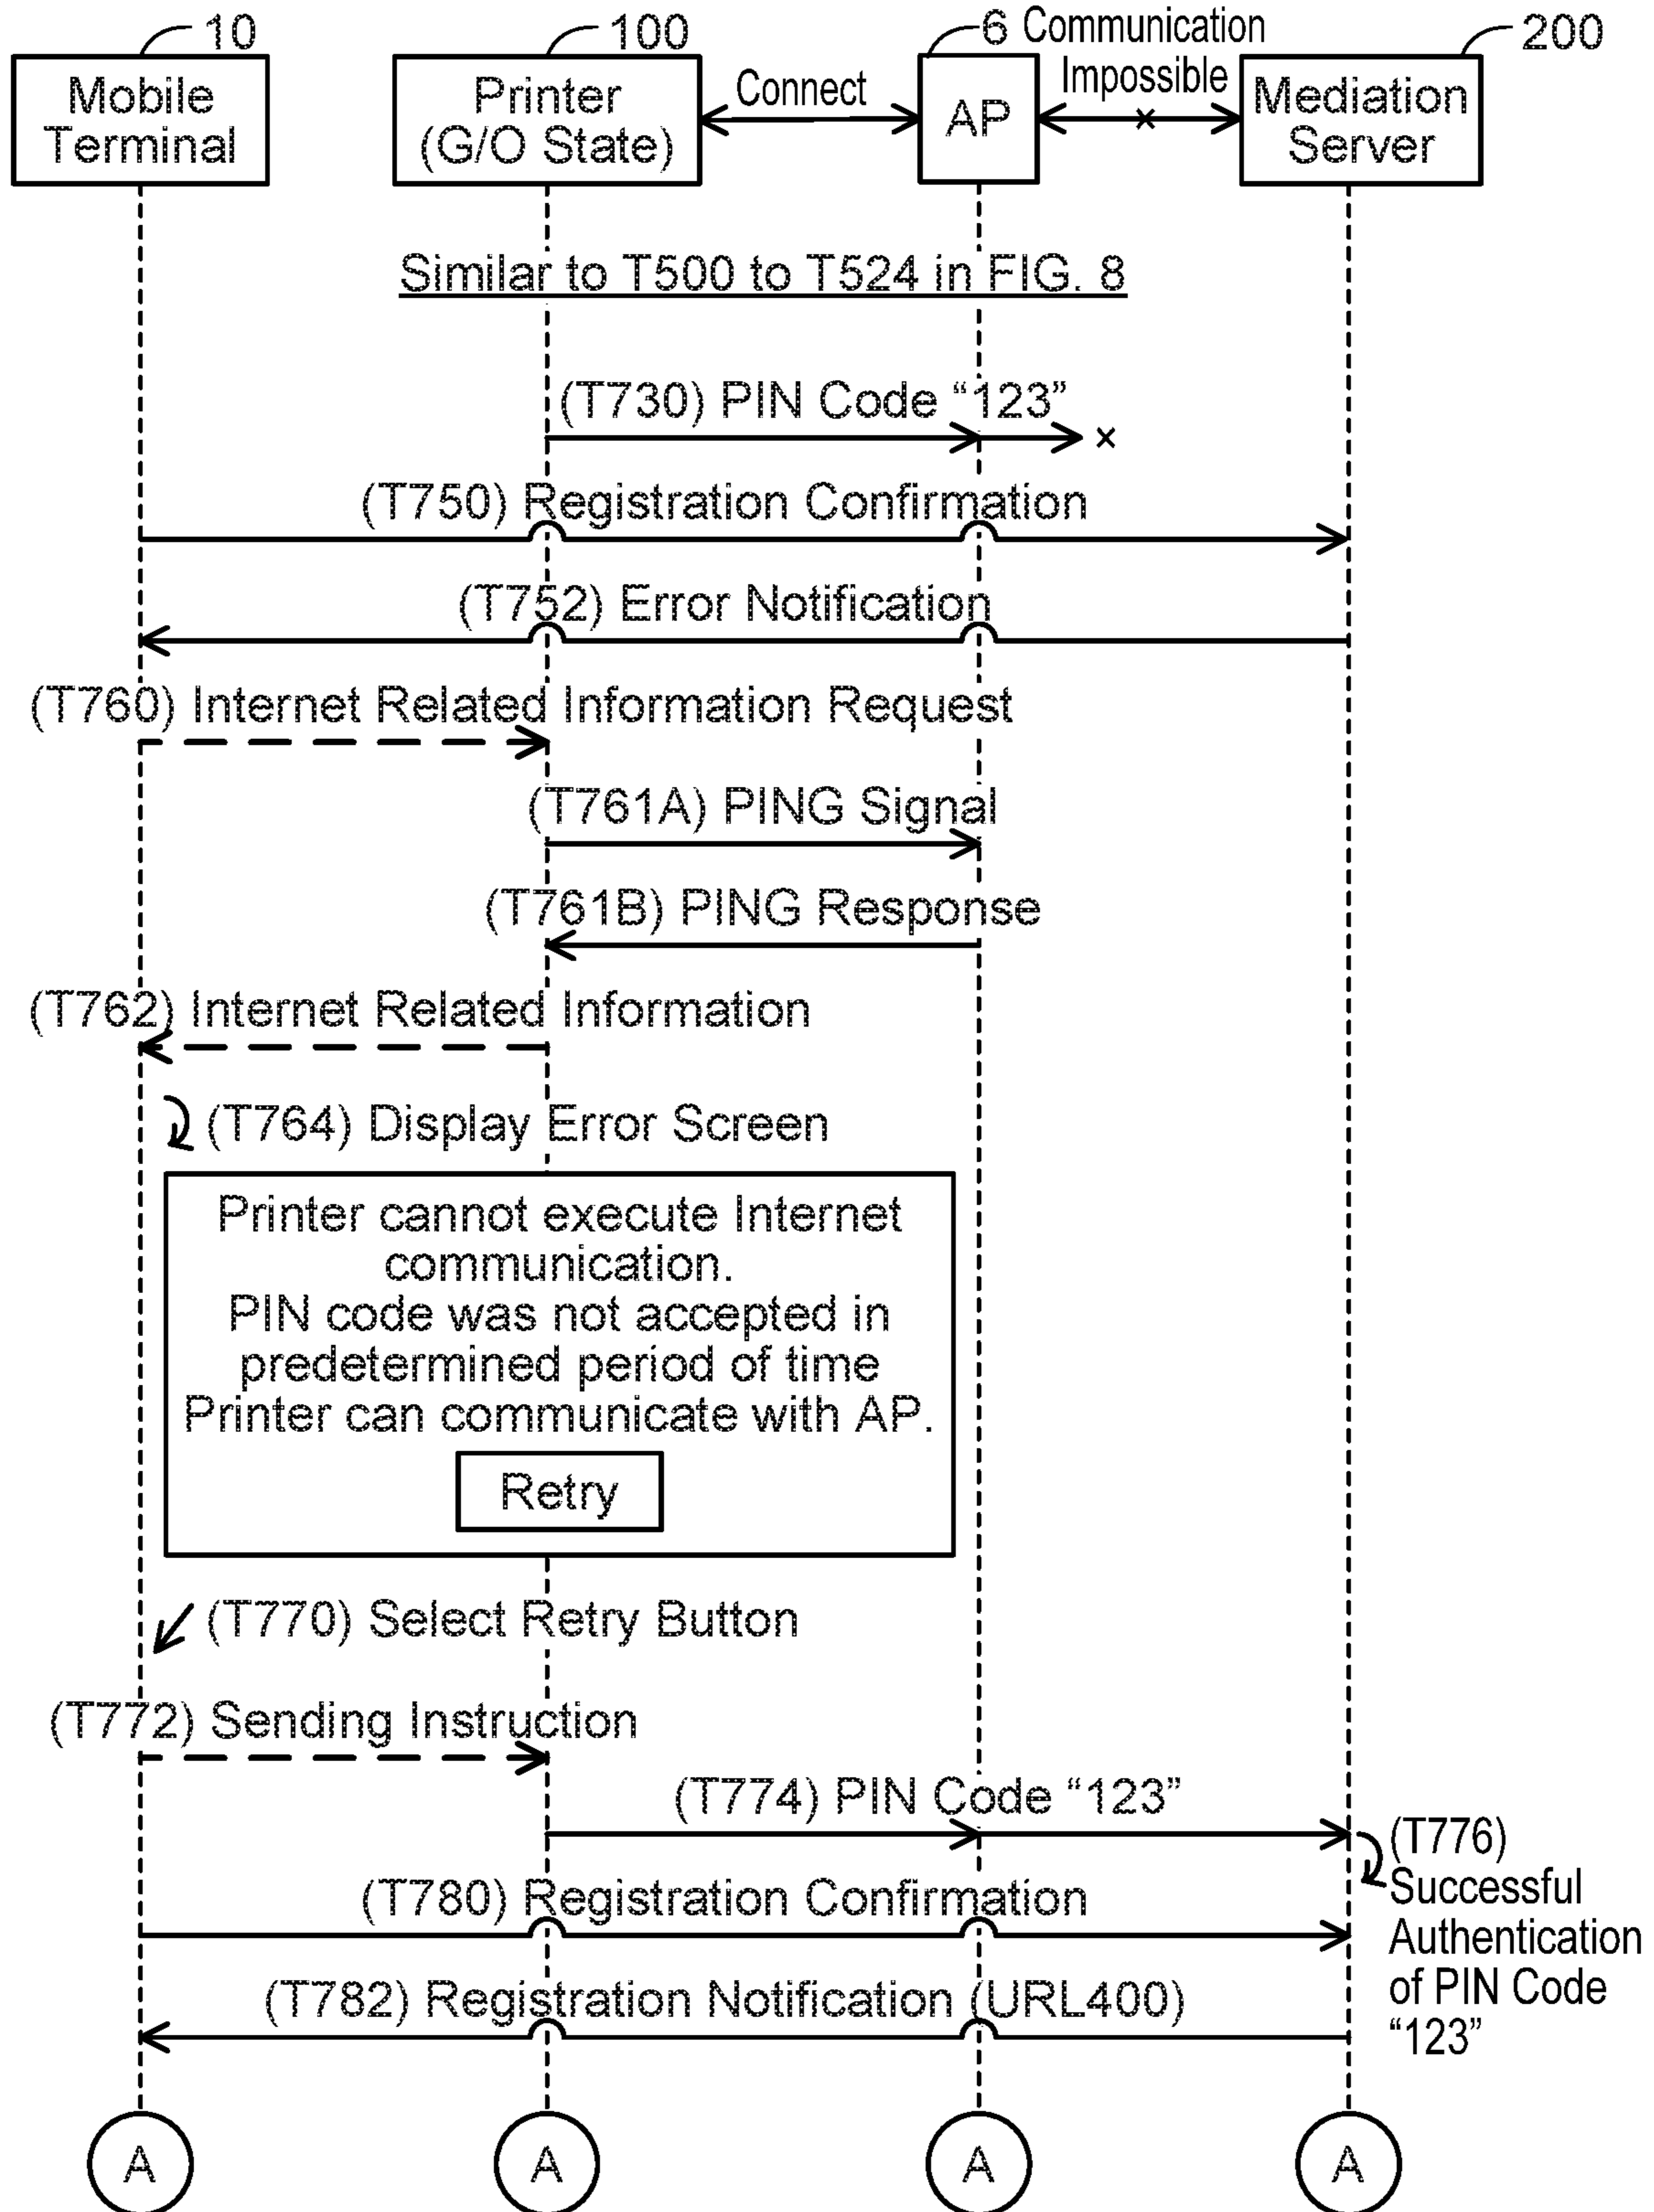 10
100
6 Communication
Impossible
200
Mobile
Terminal
Printer
(G/O State)
Connect
AP
×
Mediation
Server
Similar to T500 to T524 in FIG. 8
(T730) PIN Code “123”
×
(T750) Registration Confirmation
(T752) Error Notification
(T760) Internet Related Information Request
(T761A) PING Signal
(T761B) PING Response
(T762) Internet Related Information
(T764) Display Error Screen
Printer cannot execute Internet
communication.
PIN code was not accepted in
predetermined period of time
Printer can communicate with AP.
Retry
(T770) Select Retry Button
(T772) Sending Instruction
(T774) PIN Code “123”
(T776)
Successful
Authentication
of PIN Code
“123”
(T780) Registration Confirmation
(T782) Registration Notification (URL400)
A
A
A
A